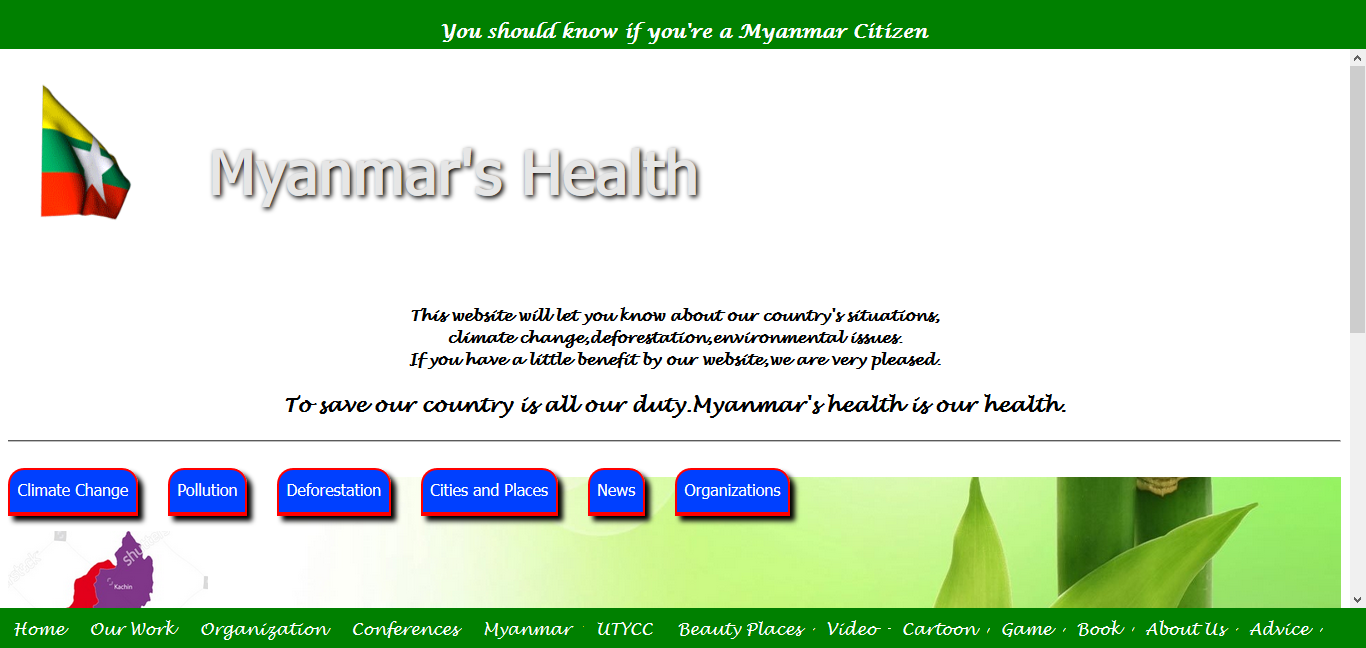 You should know if you're a Myanmar Citizen
Myanmar's Health
This website will let you know about our country's situations,
climate change,deforestation,environmental issues.
If you have a little benefit by our website,we are very pleased.
To save our country is all our duty.Myanmar's health is our health.
Climate Change Pollution Deforestation Cities and Places News Organizations
Kachin
Home Our Work Organization Conferences Myanmar UTYCC Beauty Places Video Cartoon Game Book About Us Advice